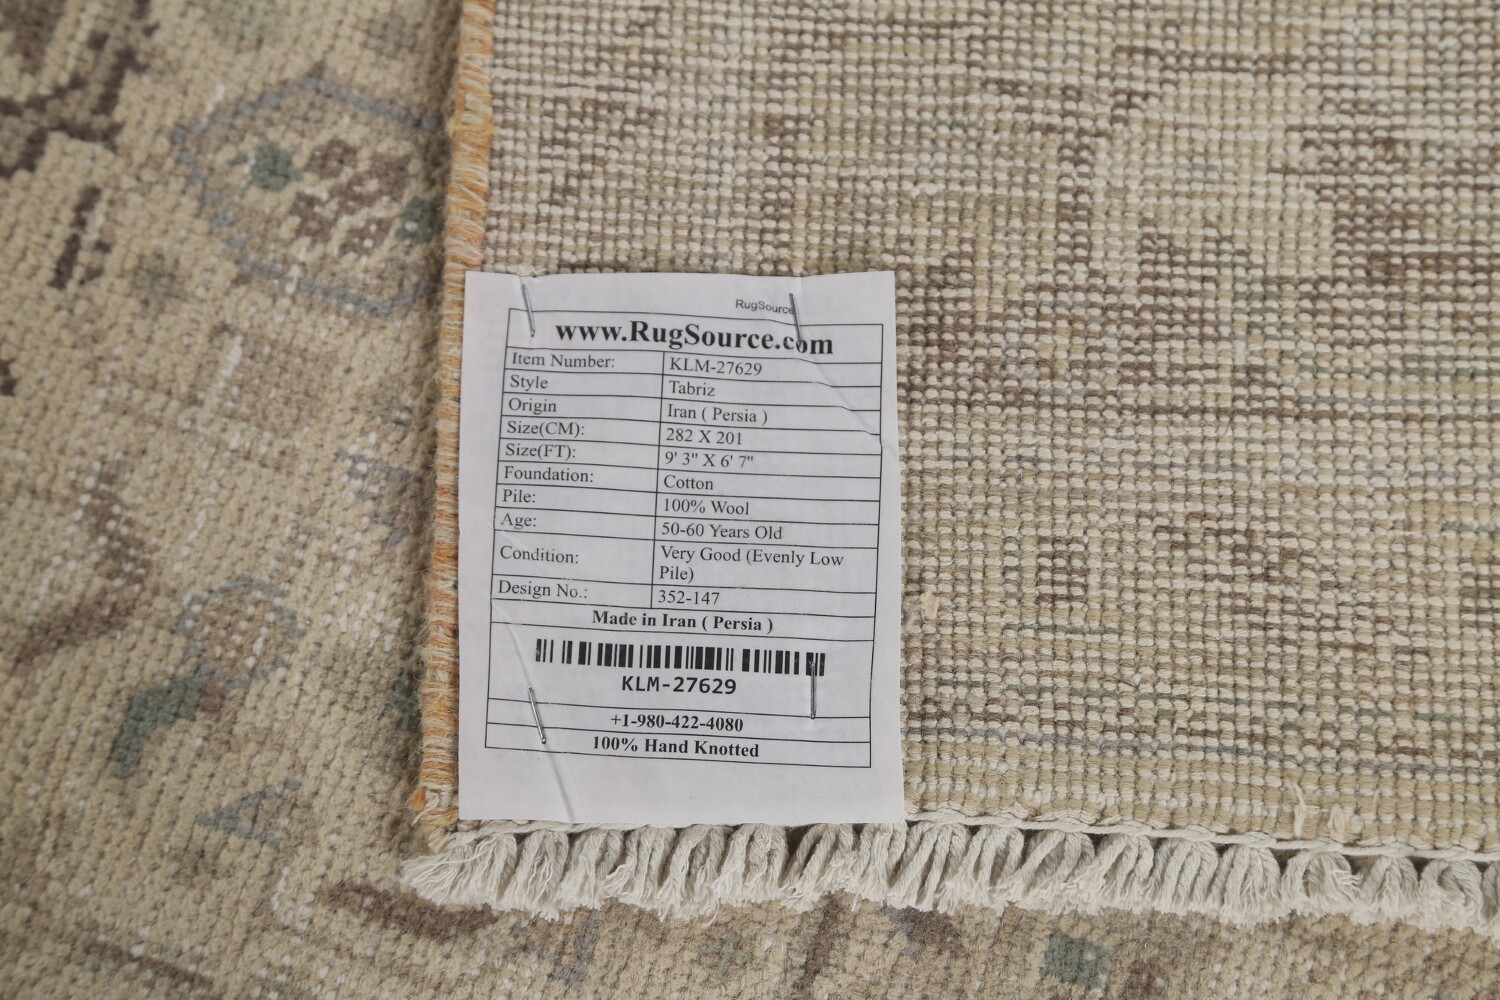 RugSource
www.RugSource.com
Item Number: KLM-27629
Style Tabriz
Origin Iran ( Persia )
Size(CM): 282 X 201
Size(FT): 9' 3" X 6' 7"
Foundation: Cotton
Pile: 100% Wool
Age: 50-60 Years Old
Condition: Very Good (Evenly Low
Pile)
Design No.: 352-147
Made in Iran ( Persia )
KLM-27629
+1-980-422-4080
100% Hand Knotted